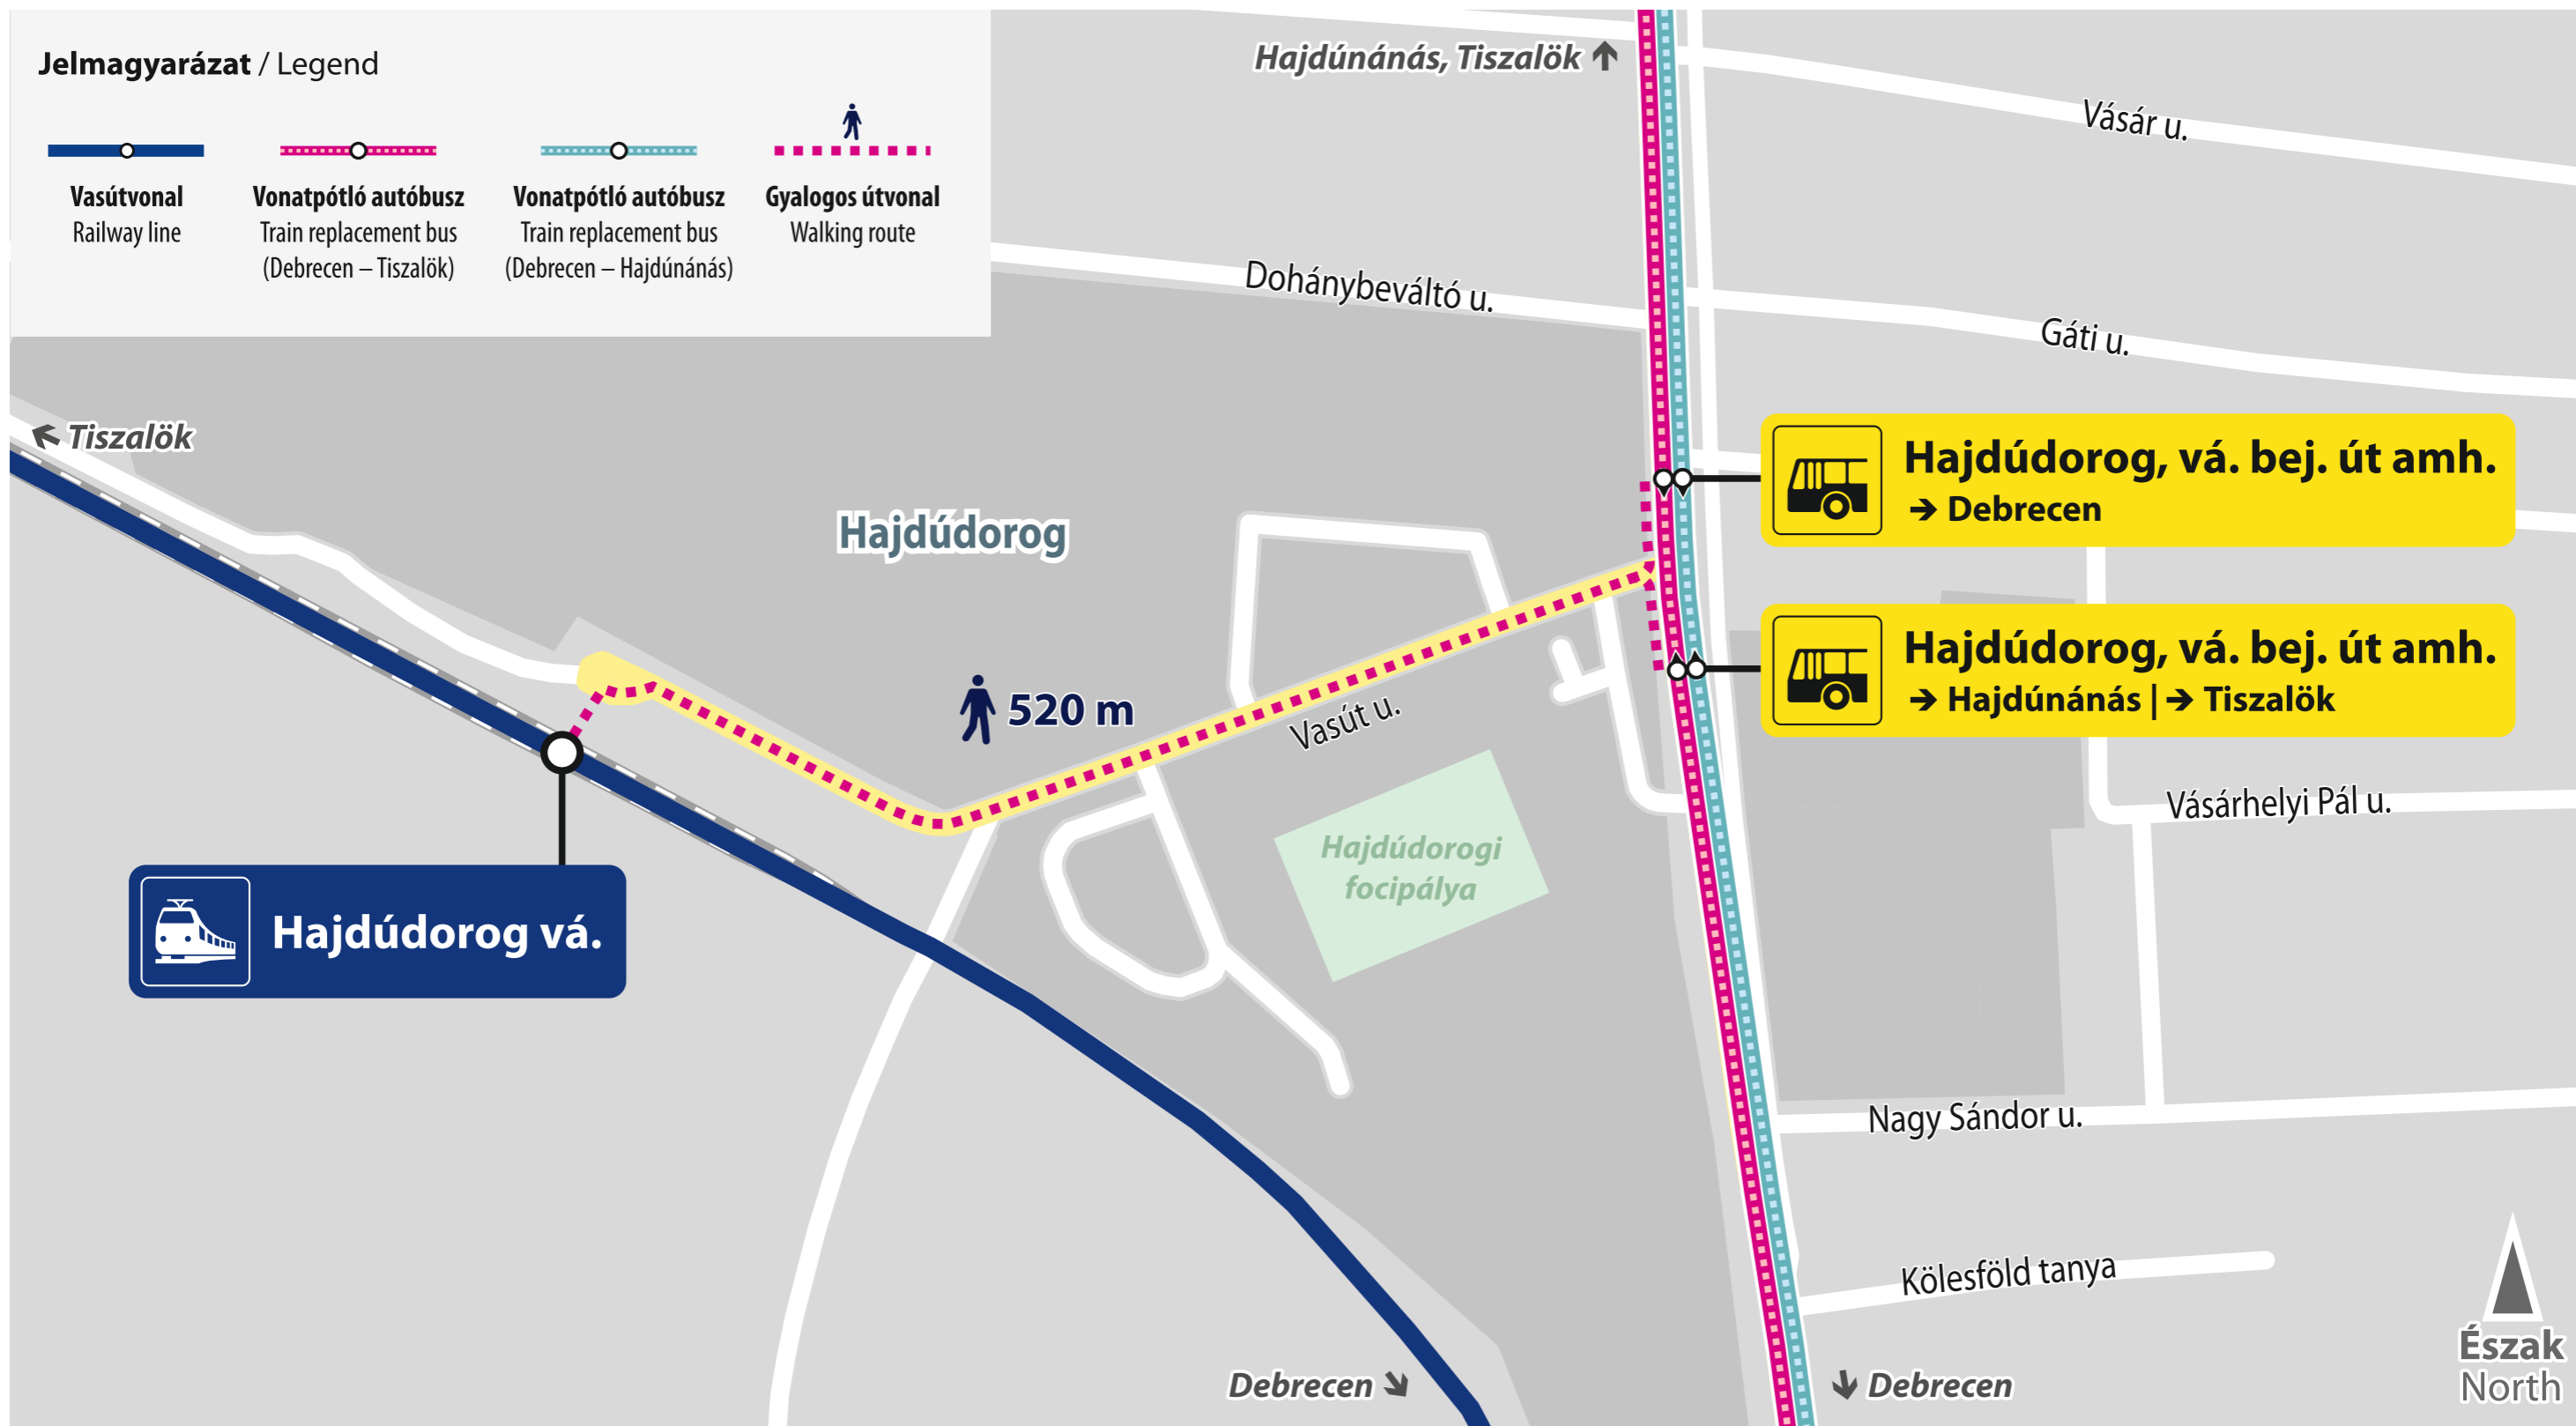 Jelmagyarázat / Legend
Vasútvonal
Railway line
Vonatpótló autóbusz
Train replacement bus
(Debrecen – Tiszalök)
Vonatpótló autóbusz
Train replacement bus
(Debrecen – Hajdúnánás)
Gyalogos útvonal
Walking route
Hajdúnánás, Tiszalök ↑
Vásár u.
Dohánybeváltó u.
Gáti u.
← Tiszalök
Hajdúdorog
Hajdúdorog, vá. bej. út amh.
→ Debrecen
Hajdúdorog, vá. bej. út amh.
→ Hajdúnánás | → Tiszalök
520 m
Vasút u.
Vásárhelyi Pál u.
Hajdúdorogi
focipálya
Hajdúdorog vá.
Nagy Sándor u.
Kölesföld tanya
Debrecen ↘
↓ Debrecen
Észak
North